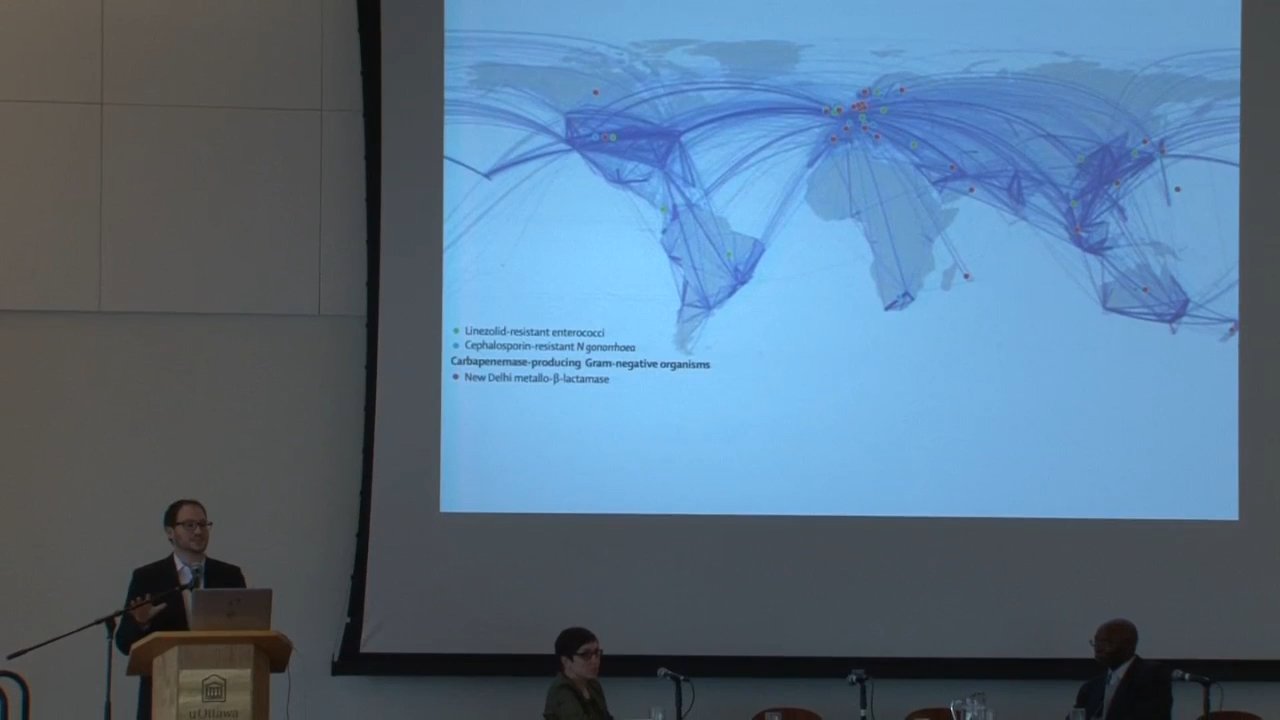 Linezolid-resistant enterococci
Cephalosporin-resistant N gonorrhoea
Carbapenemase-producing Gram-negative organisms
New Delhi metallo-β-lactamase
uOttawa